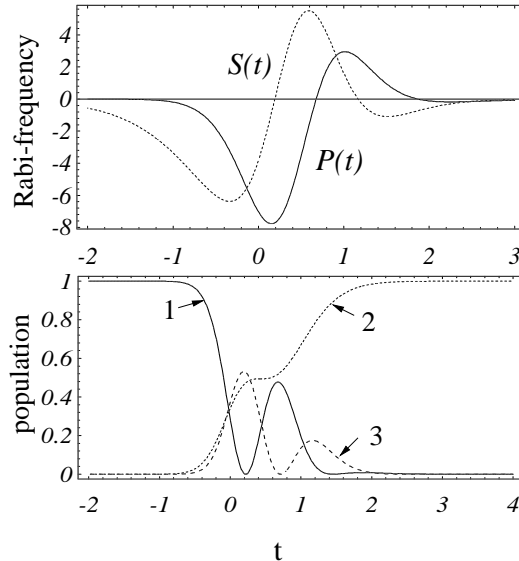 4
2
0
-2
-4
-6
-8
Rabi-frequency
S(t)
P(t)
-2 -1 0 1 2 3
1
0.8
0.6
0.4
0.2
0
population
1
2
3
-2 -1 0 1 2 3 4
t